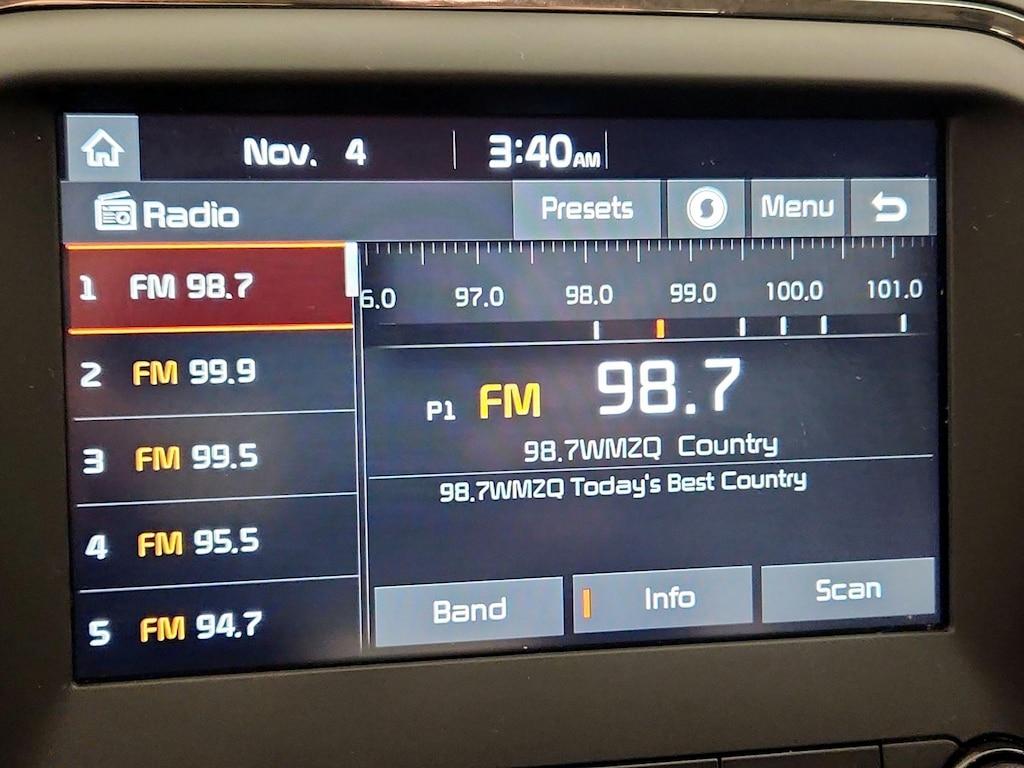 Nov. 4 3:40AM
Radio Presets Menu
1 FM 98.7
6.0 97.0 98.0 99.0 100.0 101.0
2 FM 99.9
P1 FM 98.7
98.7WMZQ Country
3 FM 99.5
98.7WMZQ Today's Best Country
4 FM 95.5
5 FM 94.7
Band Info Scan